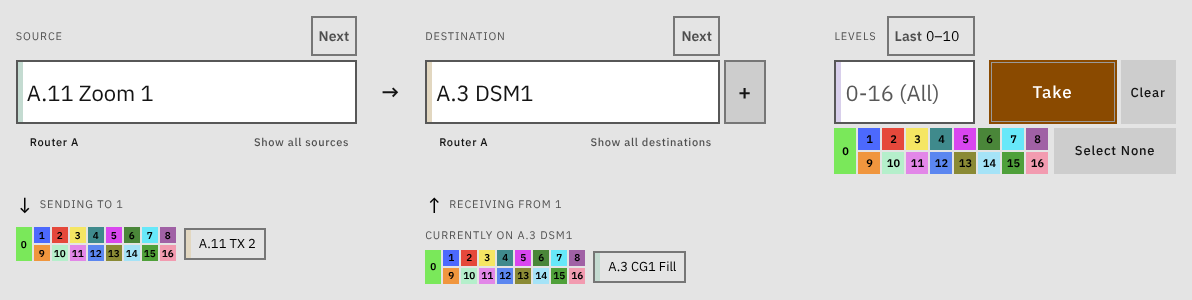 SOURCE
Next
A.11 Zoom 1
Router A
Show all sources
→
DESTINATION
Next
A.3 DSM1
+
Router A
Show all destinations
LEVELS
Last 0–10
0-16 (All)
Take
Clear
0 1 2 3 4 5 6 7 8
9 10 11 12 13 14 15 16
Select None
↓ SENDING TO 1
0 1 2 3 4 5 6 7 8
9 10 11 12 13 14 15 16
A.11 TX 2
↑ RECEIVING FROM 1
CURRENTLY ON A.3 DSM1
0 1 2 3 4 5 6 7 8
9 10 11 12 13 14 15 16
A.3 CG1 Fill